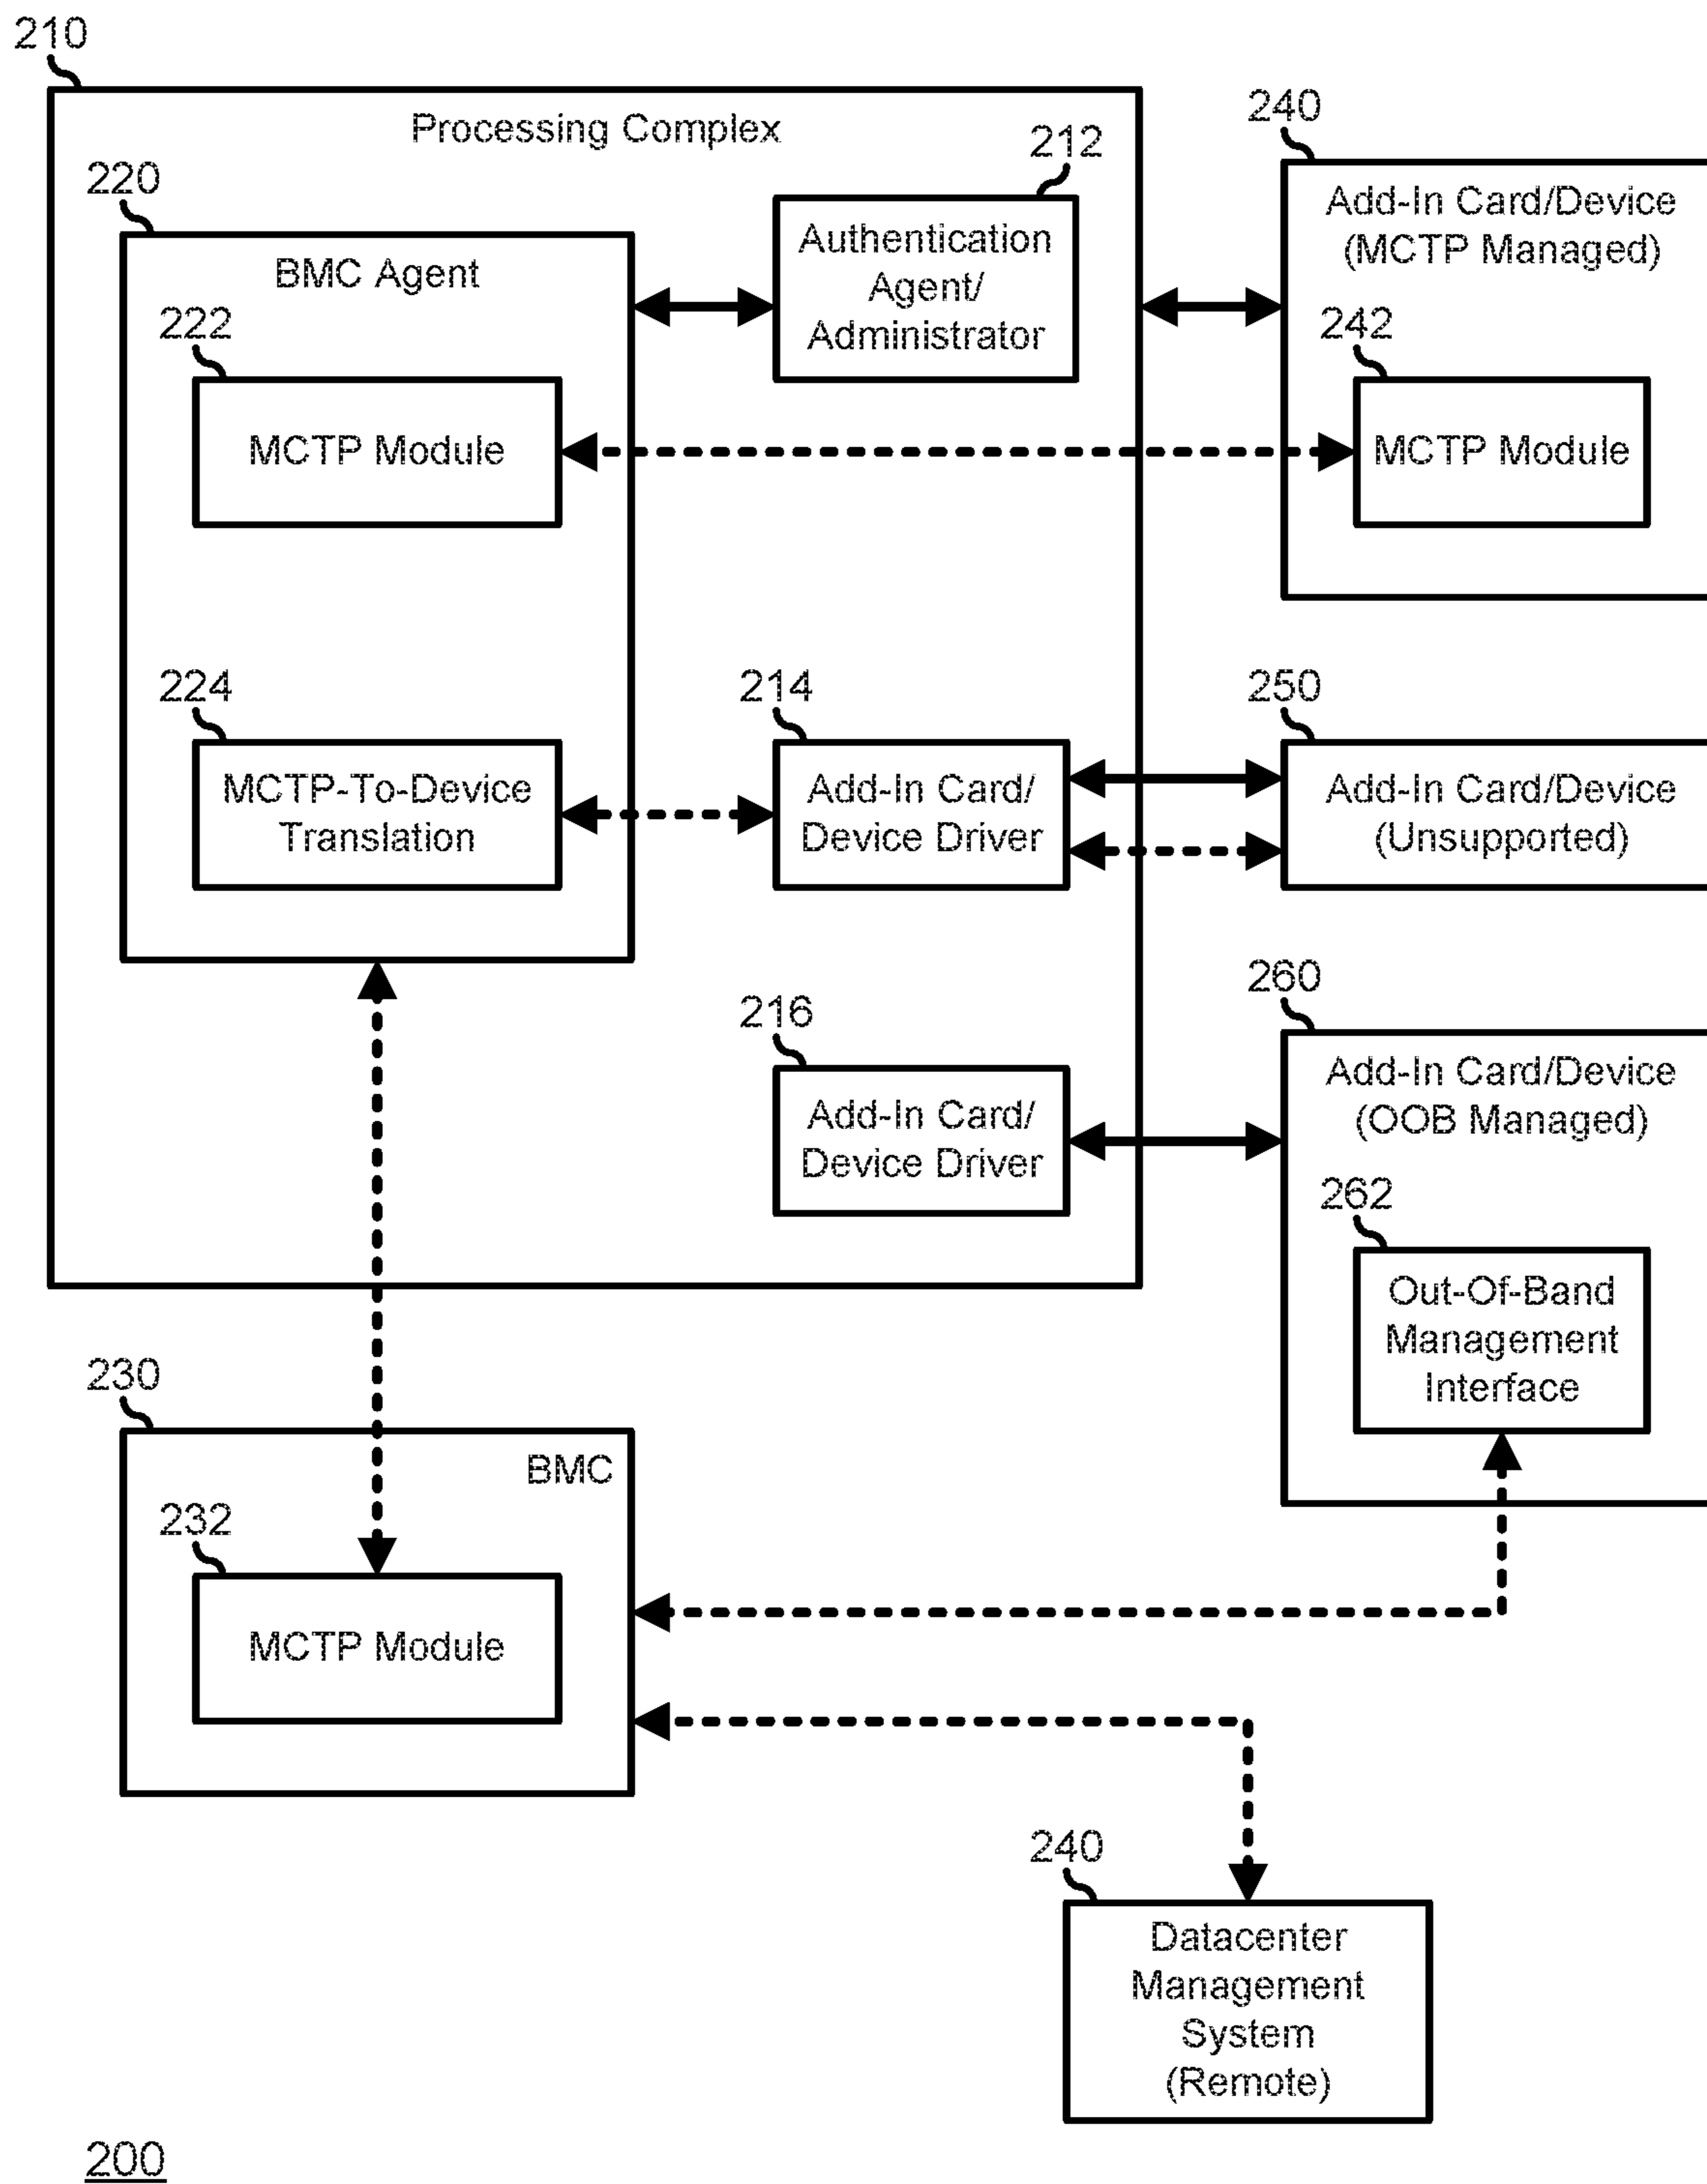 210
Processing Complex
220
BMC Agent
222
MCTP Module
224
MCTP-To-Device
Translation
212
Authentication
Agent/
Administrator
214
Add-In Card/
Device Driver
216
Add-In Card/
Device Driver
240
Add-In Card/Device
(MCTP Managed)
242
MCTP Module
250
Add-In Card/Device
(Unsupported)
260
Add-In Card/Device
(OOB Managed)
262
Out-Of-Band
Management
Interface
230
BMC
232
MCTP Module
240
Datacenter
Management
System
(Remote)
200